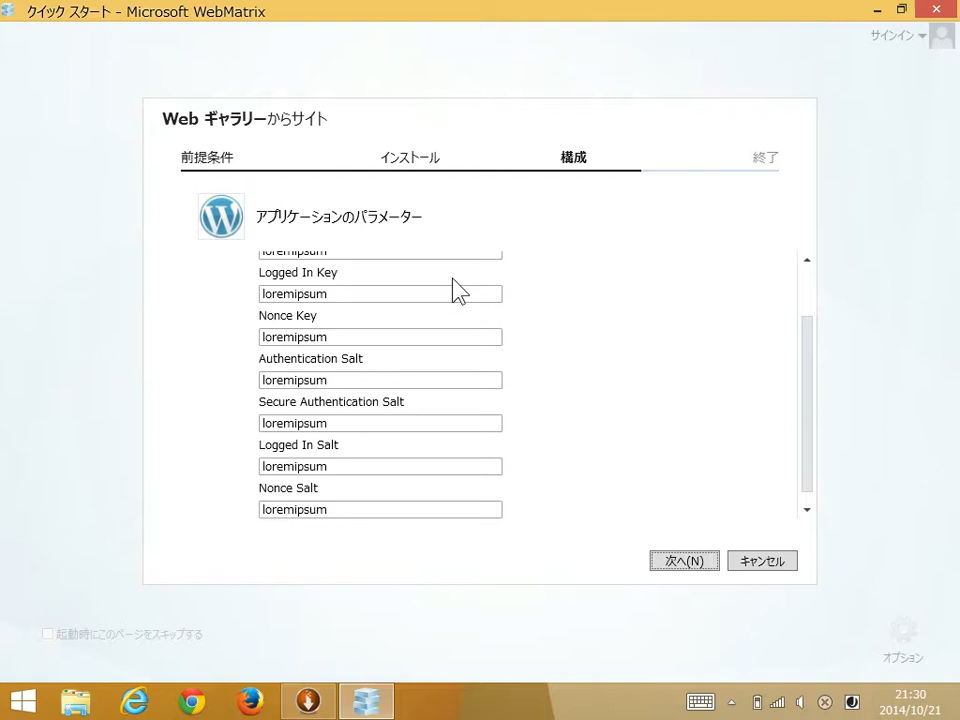 クイック スタート - Microsoft WebMatrix
サインイン
Web ギャラリーからサイト
前提条件 インストール 構成 終了
アプリケーションのパラメーター
loremipsum
Logged In Key
loremipsum
Nonce Key
loremipsum
Authentication Salt
loremipsum
Secure Authentication Salt
loremipsum
Logged In Salt
loremipsum
Nonce Salt
loremipsum
次へ(N) キャンセル
起動時にこのページをスキップする
オプション
21:30
2014/10/21